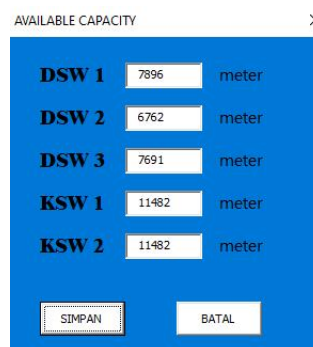 AVAILABLE CAPACITY
DSW 1 7896 meter
DSW 2 6762 meter
DSW 3 7691 meter
KSW 1 11482 meter
KSW 2 11482 meter
SIMPAN BATAL